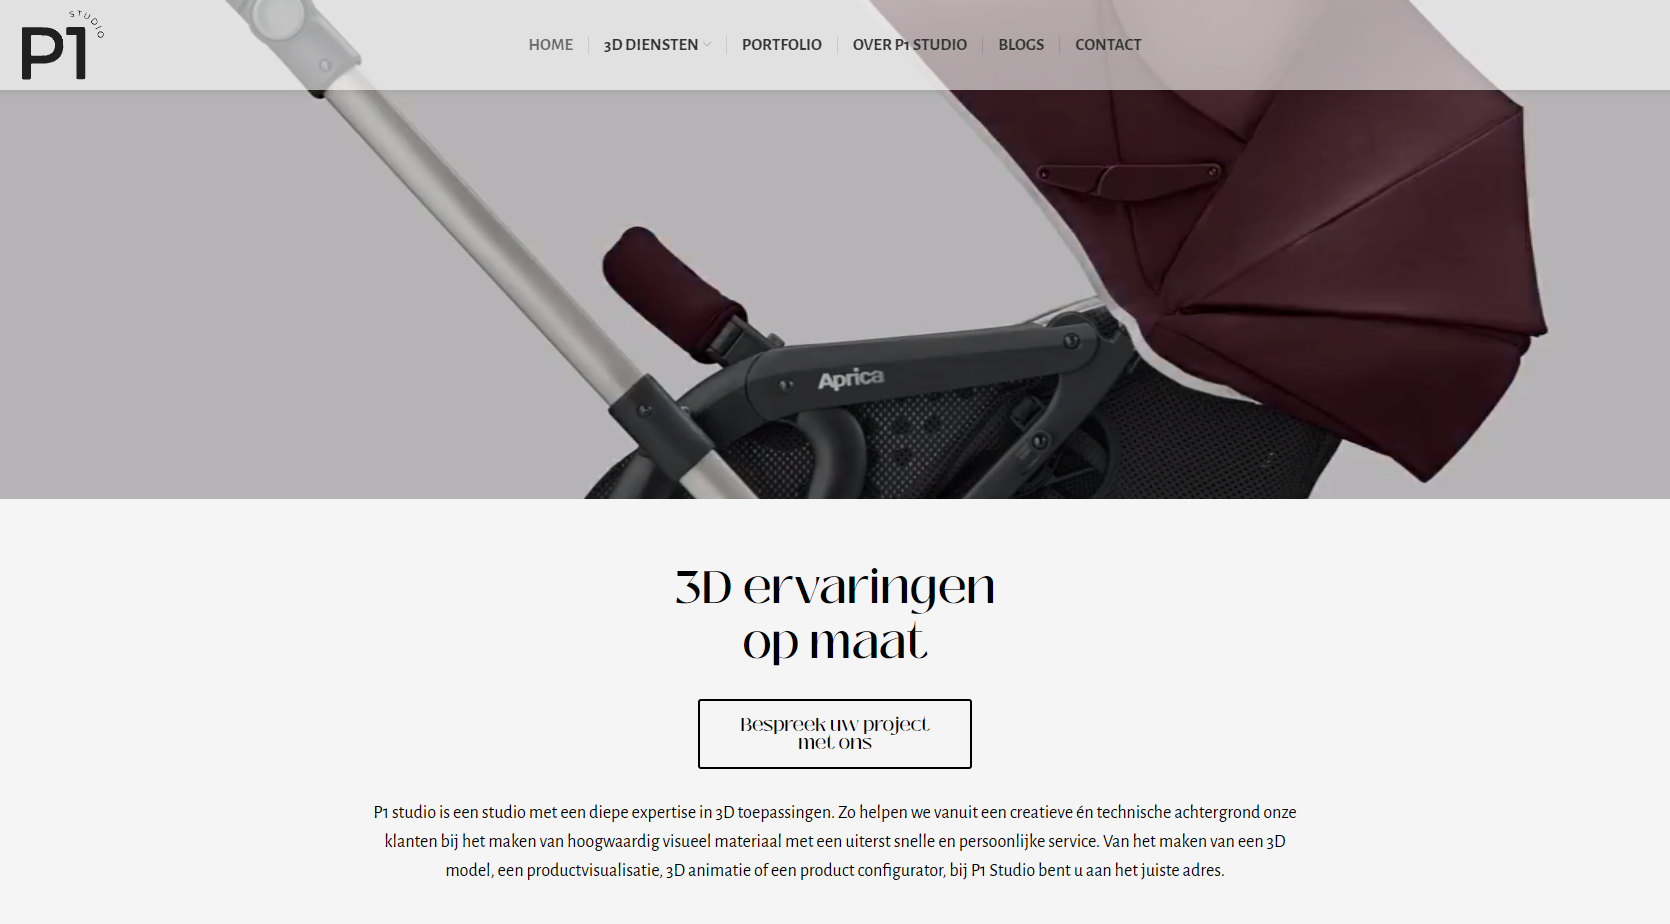 STUDIO
P1
HOME
3D DIENSTEN
PORTFOLIO
OVER P1 STUDIO
BLOGS
CONTACT
Aprica
3D ervaringen
op maat
Bespreek uw project
met ons
P1 studio is een studio met een diepe expertise in 3D toepassingen. Zo helpen we vanuit een creatieve én technische achtergrond onze
klanten bij het maken van hoogwaardig visueel materiaal met een uiterst snelle en persoonlijke service. Van het maken van een 3D
model, een productvisualisatie, 3D animatie of een product configurator, bij P1 Studio bent u aan het juiste adres.